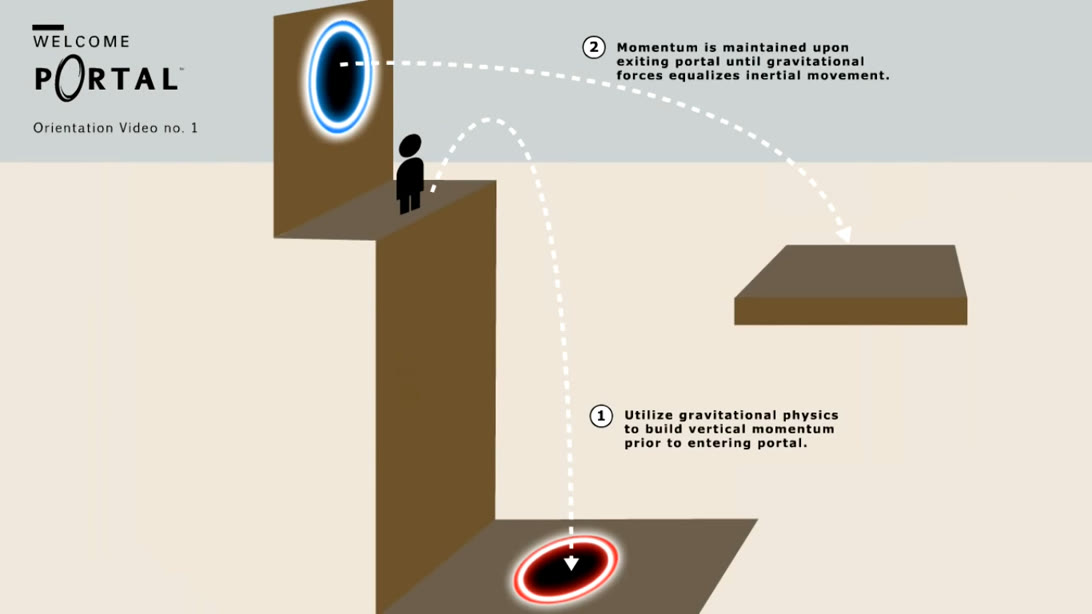 WELCOME
PORTAL™
Orientation Video no. 1
2 Momentum is maintained upon
exiting portal until gravitational
forces equalizes inertial movement.
1 Utilize gravitational physics
to build vertical momentum
prior to entering portal.